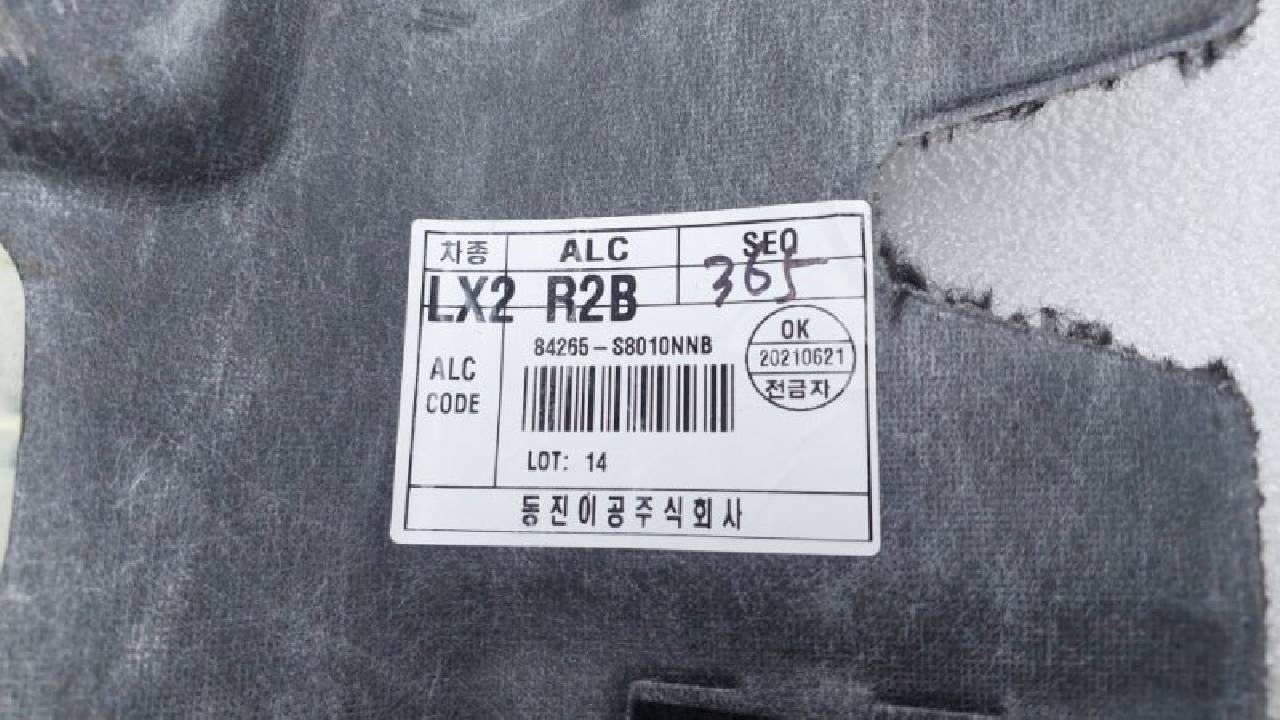 차종 ALC SEQ
LX2 R2B 365
84265-S8010NNB
ALC CODE
OK
20210621
전금자
LOT: 14
동진이공주식회사